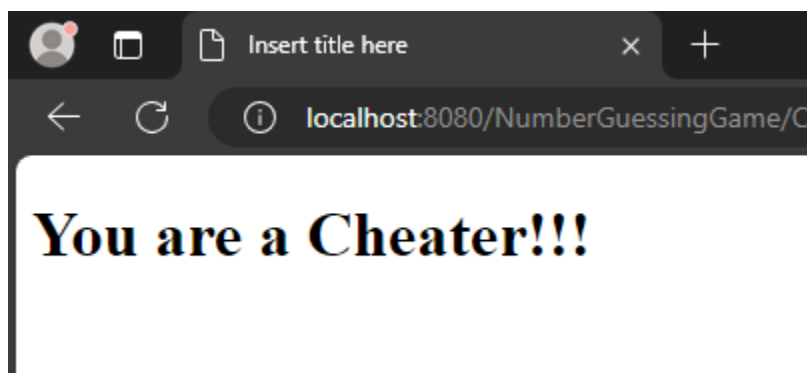 Insert title here
localhost:8080/NumberGuessingGame/C
You are a Cheater!!!